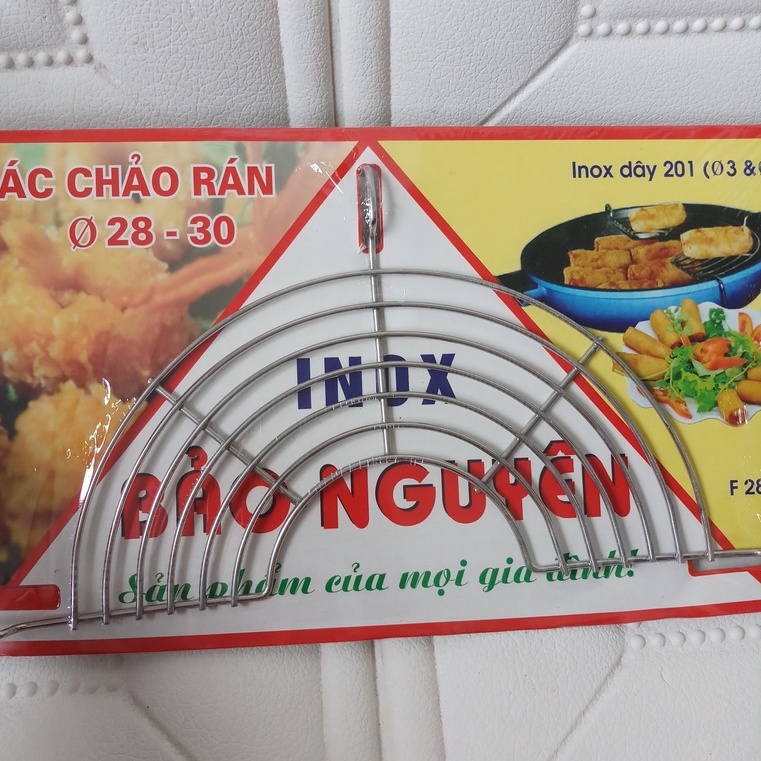 ÁC CHẢO RÁN
Ø 28 - 30
Inox dây 201 (Ø3 &
INOX
BẢO NGUYÊN
F 28
Sản phẩm của mọi gia đình!